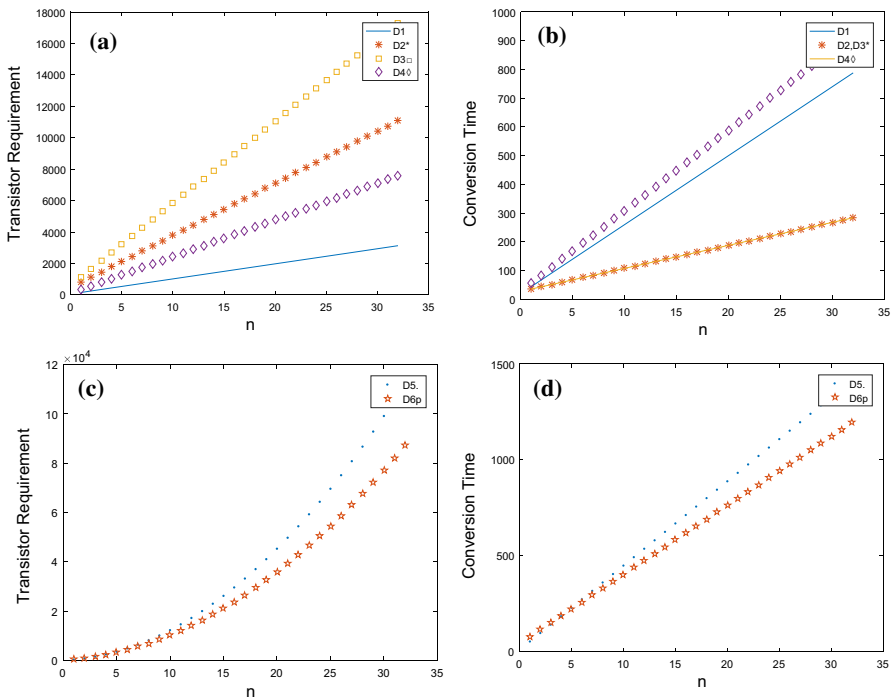 (a)
Transistor Requirement
18000
16000
14000
12000
10000
8000
6000
4000
2000
0
0 5 10 15 20 25 30 35
n
D1
D2*
D3□
D4◊
(b)
Conversion Time
1000
900
800
700
600
500
400
300
200
100
0
0 5 10 15 20 25 30 35
n
D1
D2,D3*
D4◊
(c)
Transistor Requirement
× 10^4
12
10
8
6
4
2
0
0 5 10 15 20 25 30 35
n
D5.
D6p
(d)
Conversion Time
1500
1000
500
0
0 5 10 15 20 25 30 35
n
D5.
D6p